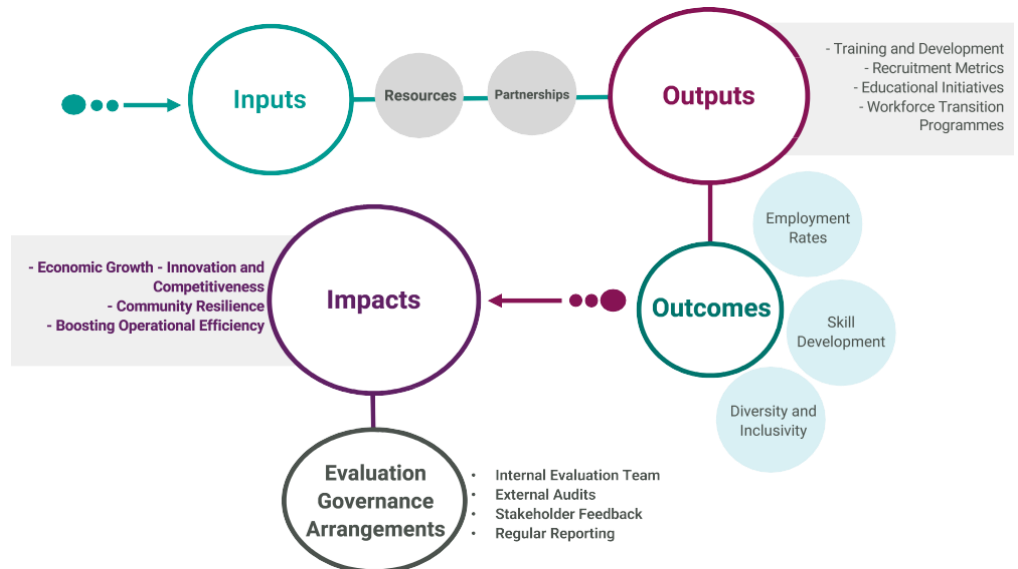 Inputs
Resources
Partnerships
Outputs
- Training and Development
- Recruitment Metrics
- Educational Initiatives
- Workforce Transition
Programmes
Employment
Rates
Outcomes
Skill
Development
Diversity and
Inclusivity
Impacts
- Economic Growth - Innovation and
Competitiveness
- Community Resilience
- Boosting Operational Efficiency
Evaluation
Governance
Arrangements
• Internal Evaluation Team
• External Audits
• Stakeholder Feedback
• Regular Reporting